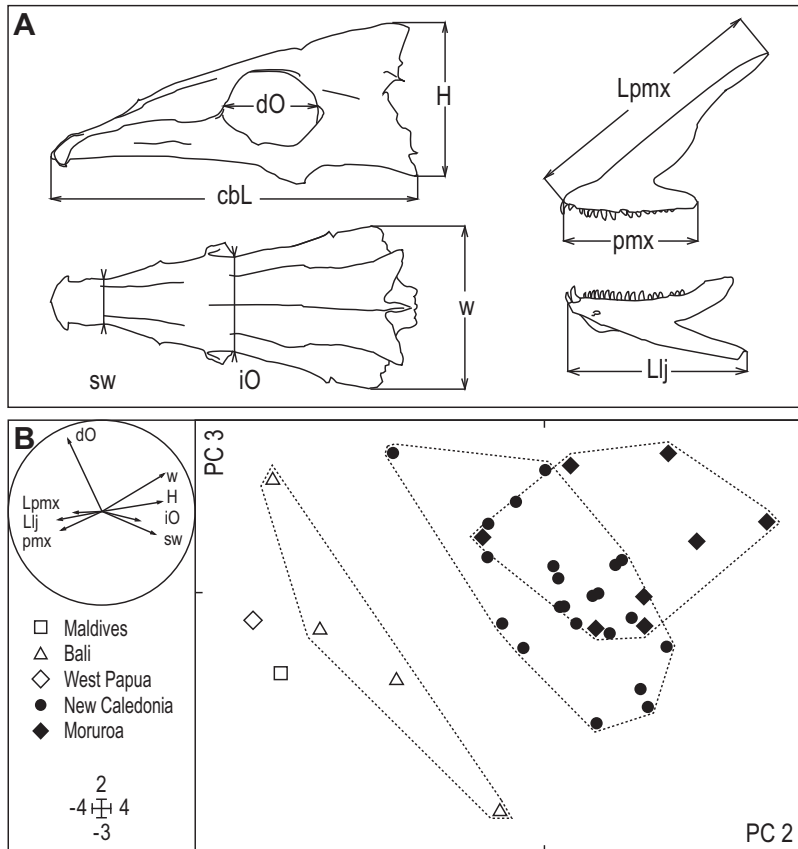 A
dO
H
cbL
Lpmx
pmx
w
sw
iO
Llj
B
dO
w
H
iO
sw
Lpmx
Llj
pmx
Maldives
Bali
West Papua
New Caledonia
Moruroa
2
-4 4
-3
PC 3
PC 2